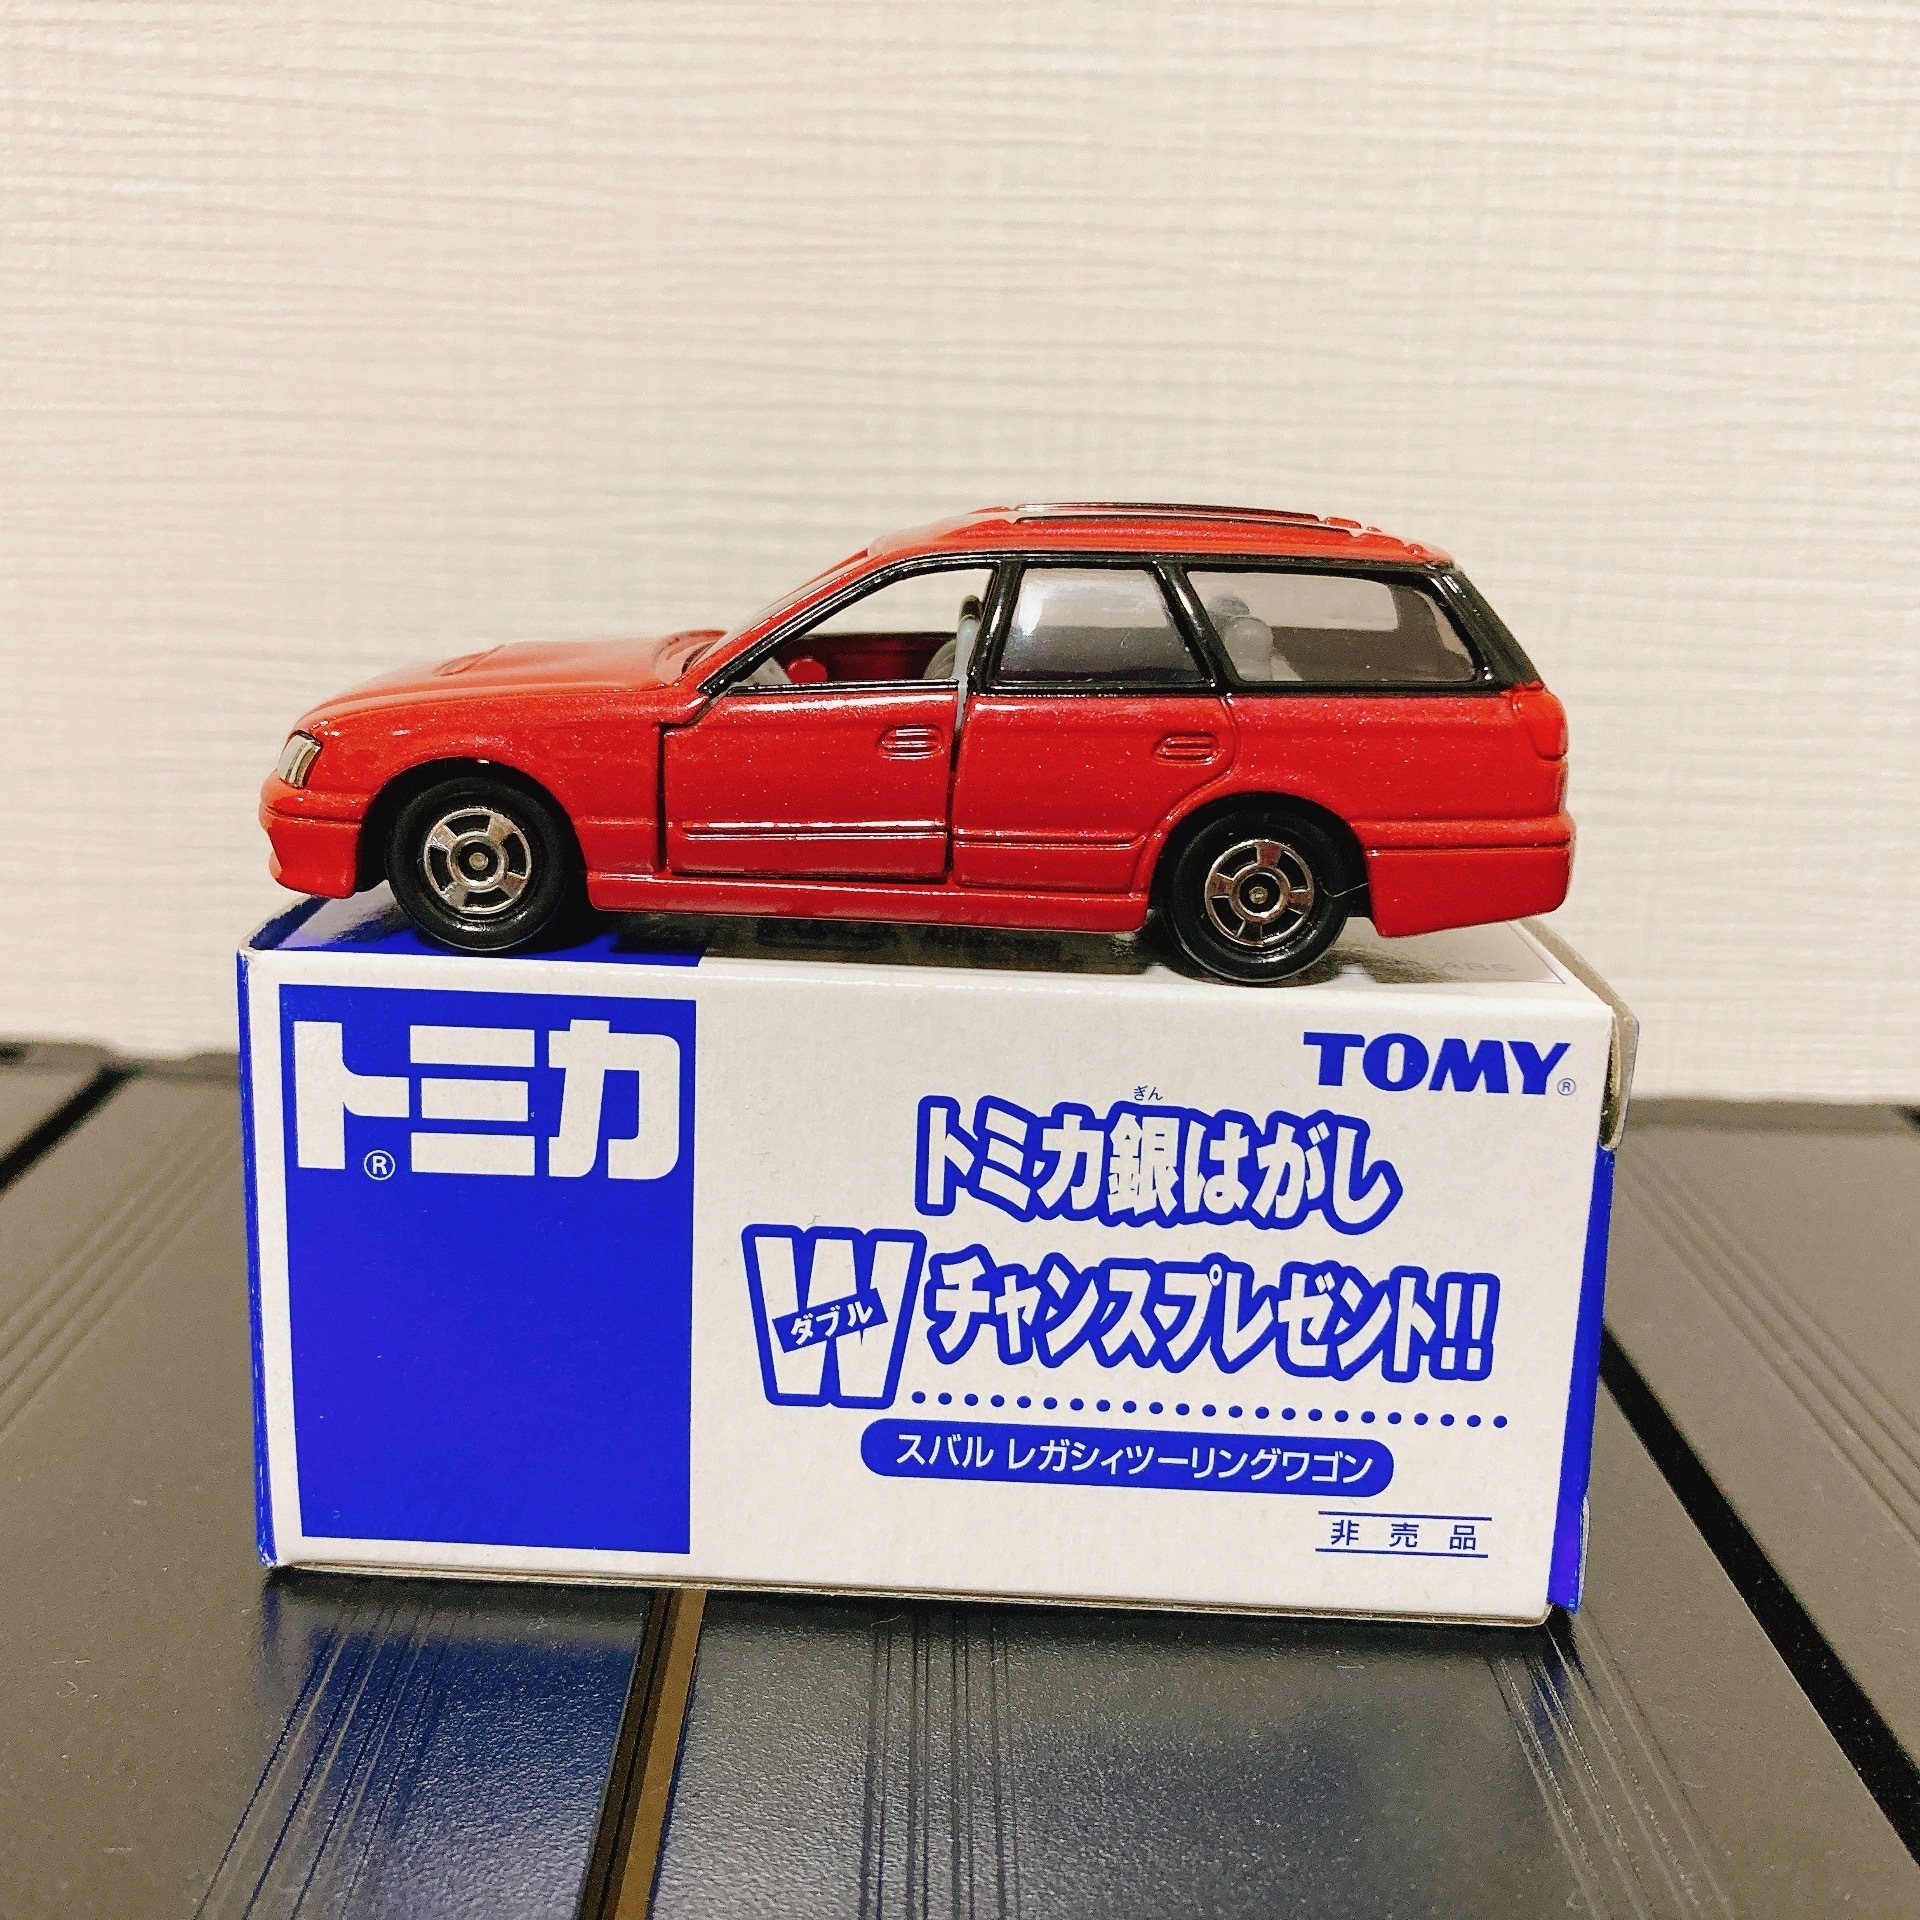 トミカ®
TOMY®
ぎん
トミカ銀はがし
Wチャンスプレゼント!!
ダブル
スバル レガシィツーリングワゴン
非売品